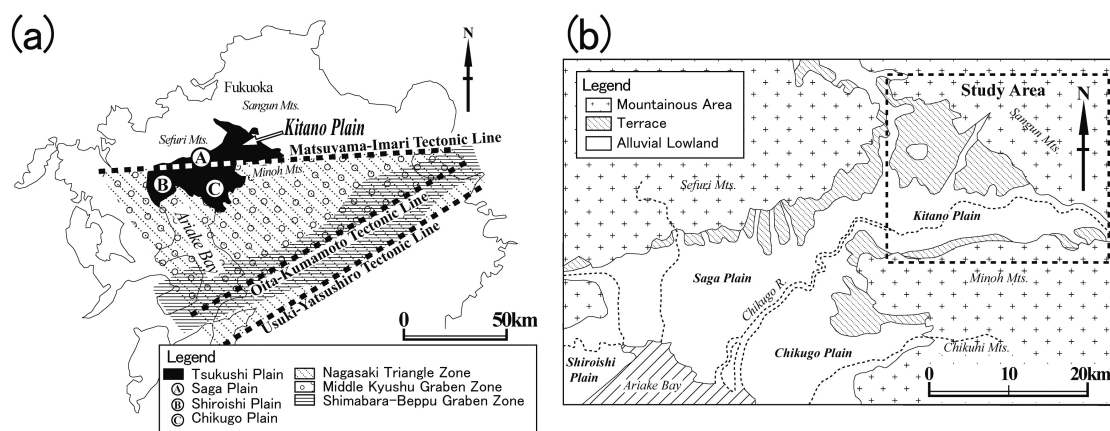 (a)
N
Fukuoka
Sangun Mts.
Kitano Plain
Sefuri Mts.
A
Matsuyama-Imari Tectonic Line
Minoh Mts.
B
C
Ariake Bay
Oita-Kumamoto Tectonic Line
Usuki-Yatsushiro Tectonic Line
0 50km
Legend
Tsukushi Plain
A Saga Plain
B Shiroishi Plain
C Chikugo Plain
Nagasaki Triangle Zone
Middle Kyushu Graben Zone
Shimabara-Beppu Graben Zone
(b)
Legend
Mountainous Area
Terrace
Alluvial Lowland
Study Area
N
Sangun Mts.
Sefuri Mts.
Kitano Plain
Saga Plain
Minoh Mts.
Chikugo R.
Chikugo Plain
Chikuhi Mts.
Shiroishi
Plain
Ariake Bay
0 10 20km